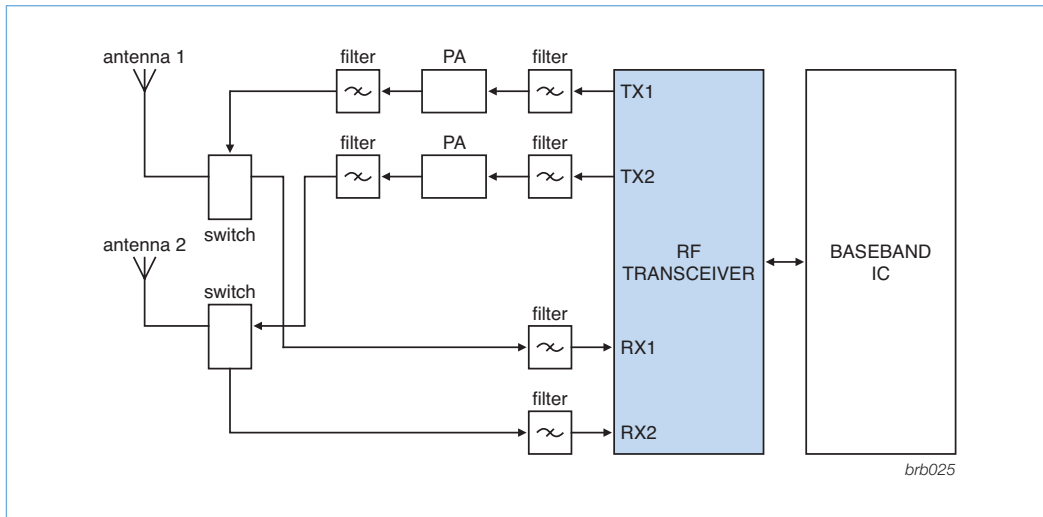 antenna 1
filter
PA
filter
TX1
filter
PA
filter
TX2
switch
antenna 2
switch
RF
TRANSCEIVER
BASEBAND
IC
filter
RX1
filter
RX2
brb025